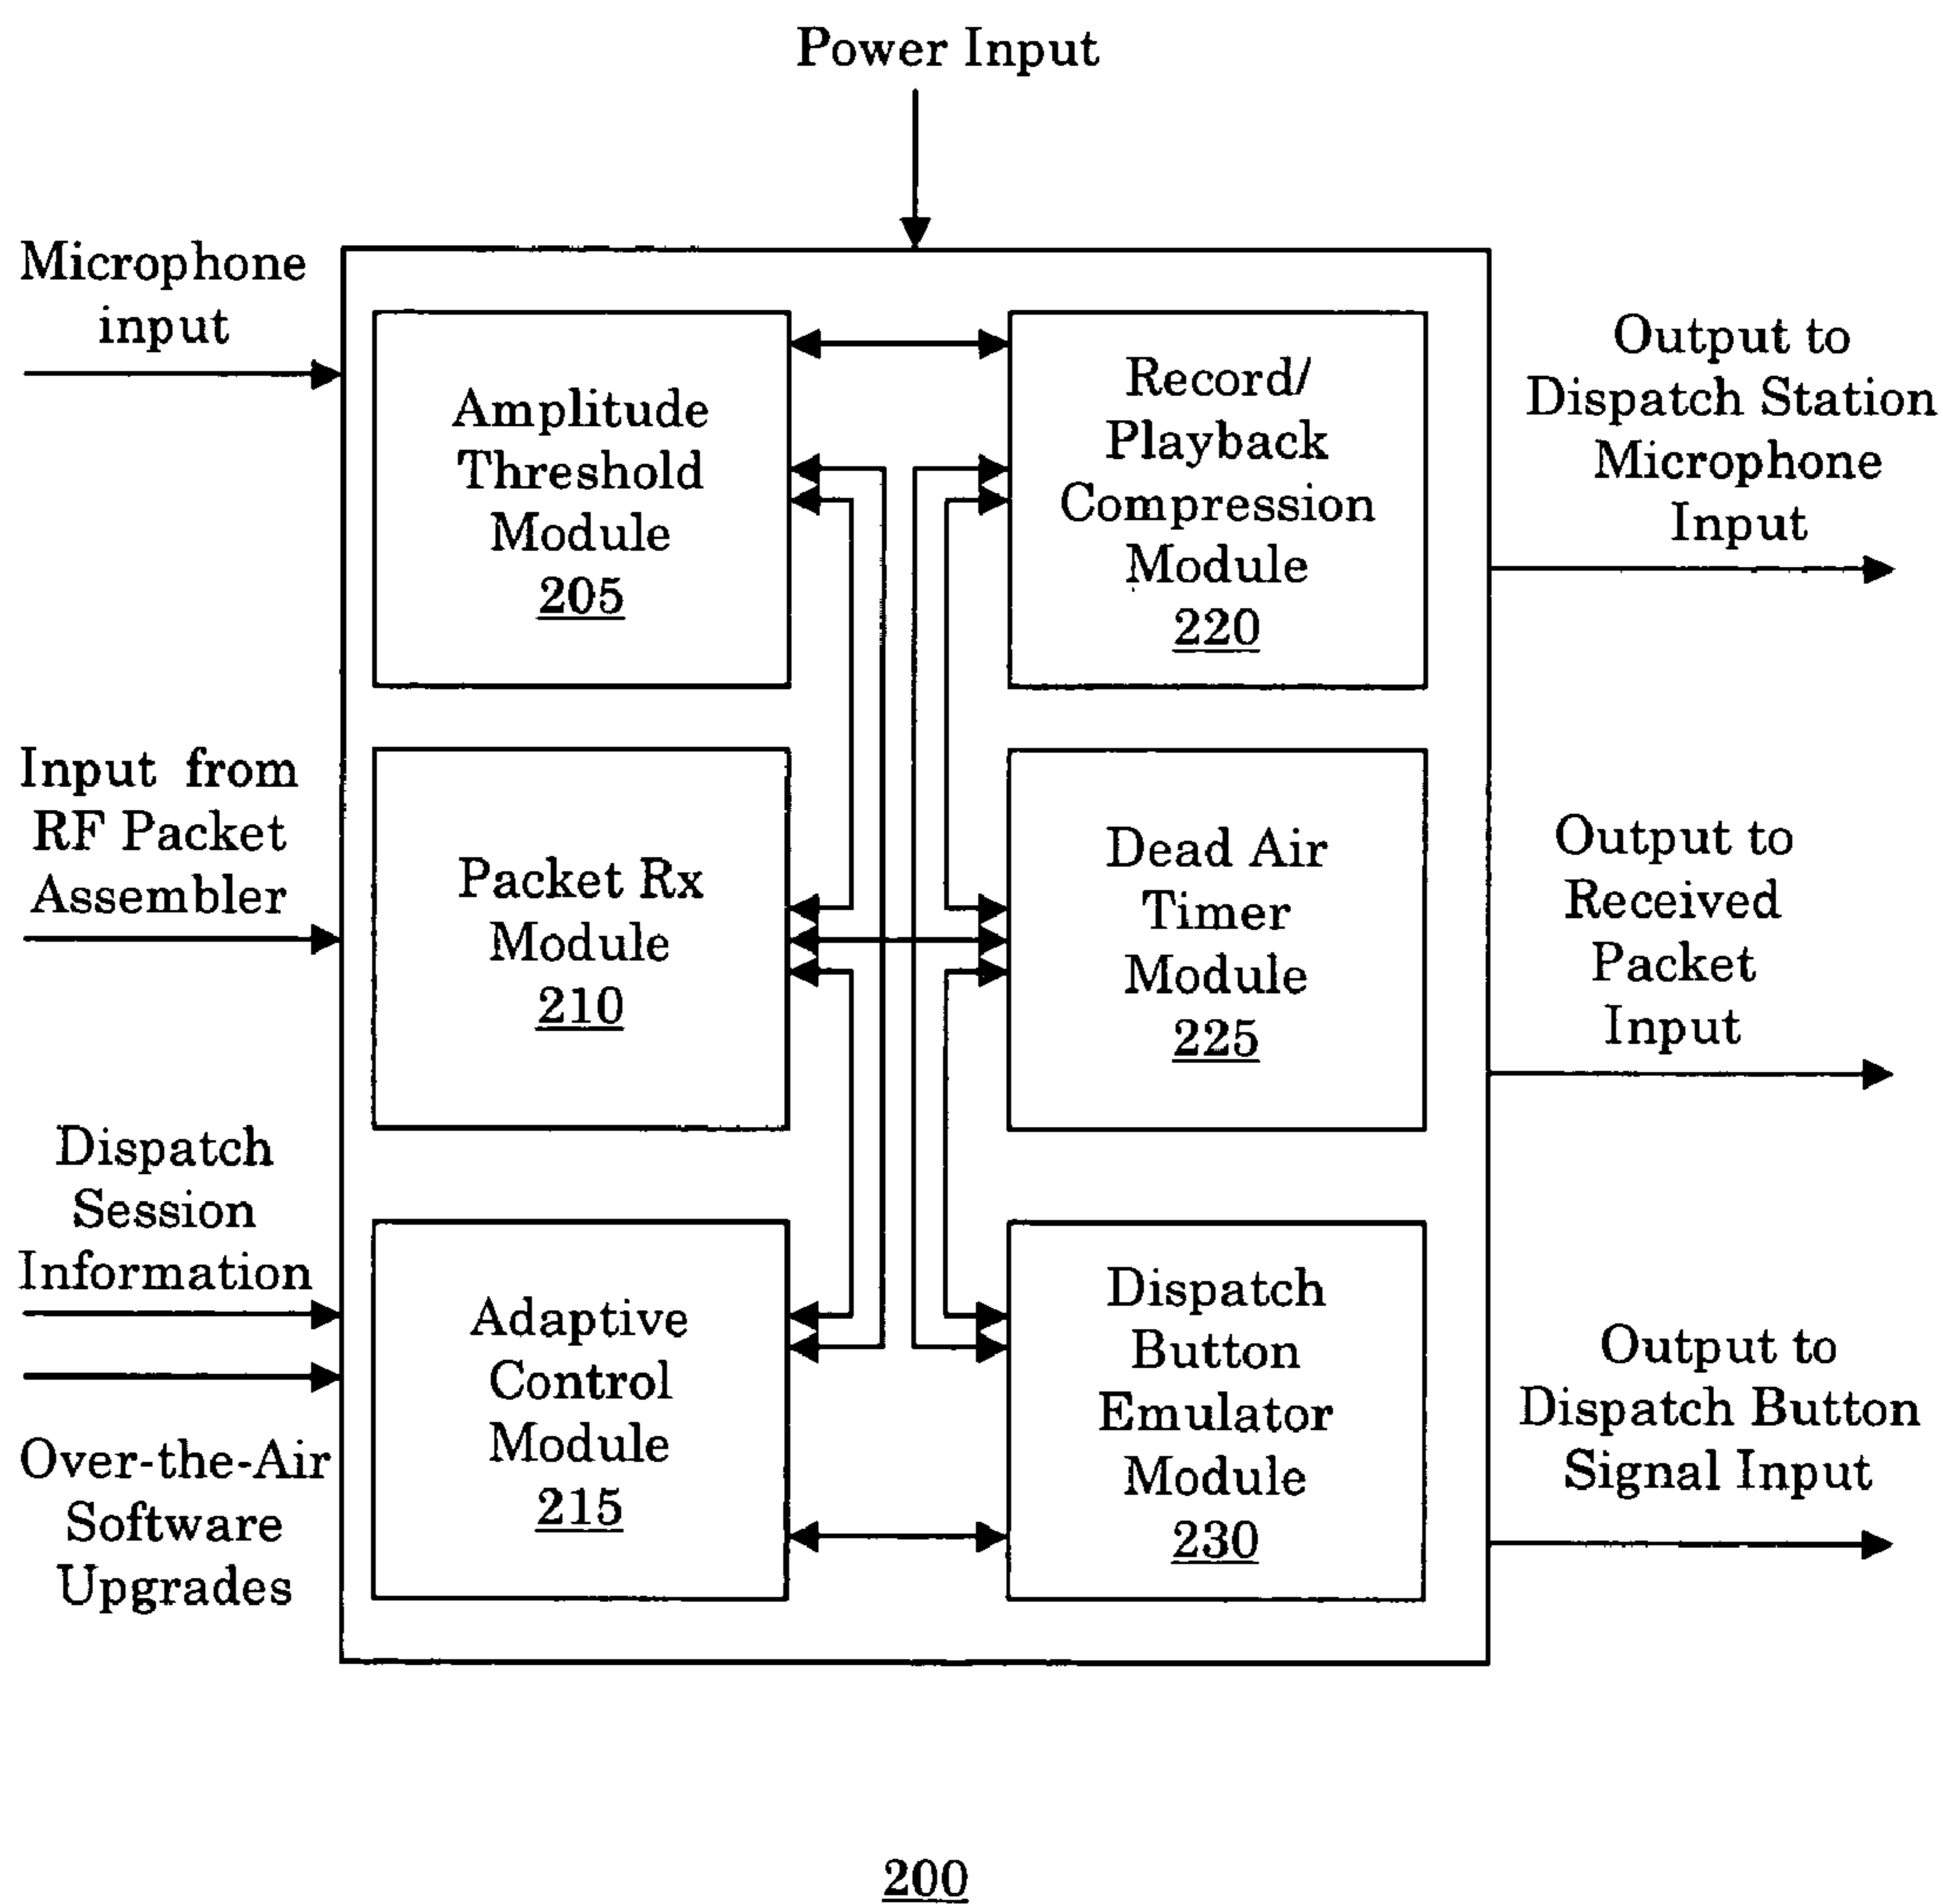 Power Input
Microphone
input
Input from
RF Packet
Assembler
Dispatch
Session
Information
Over-the-Air
Software
Upgrades
Amplitude
Threshold
Module
205
Packet Rx
Module
210
Adaptive
Control
Module
215
Record/
Playback
Compression
Module
220
Dead Air
Timer
Module
225
Dispatch
Button
Emulator
Module
230
Output to
Dispatch Station
Microphone
Input
Output to
Received
Packet
Input
Output to
Dispatch Button
Signal Input
200